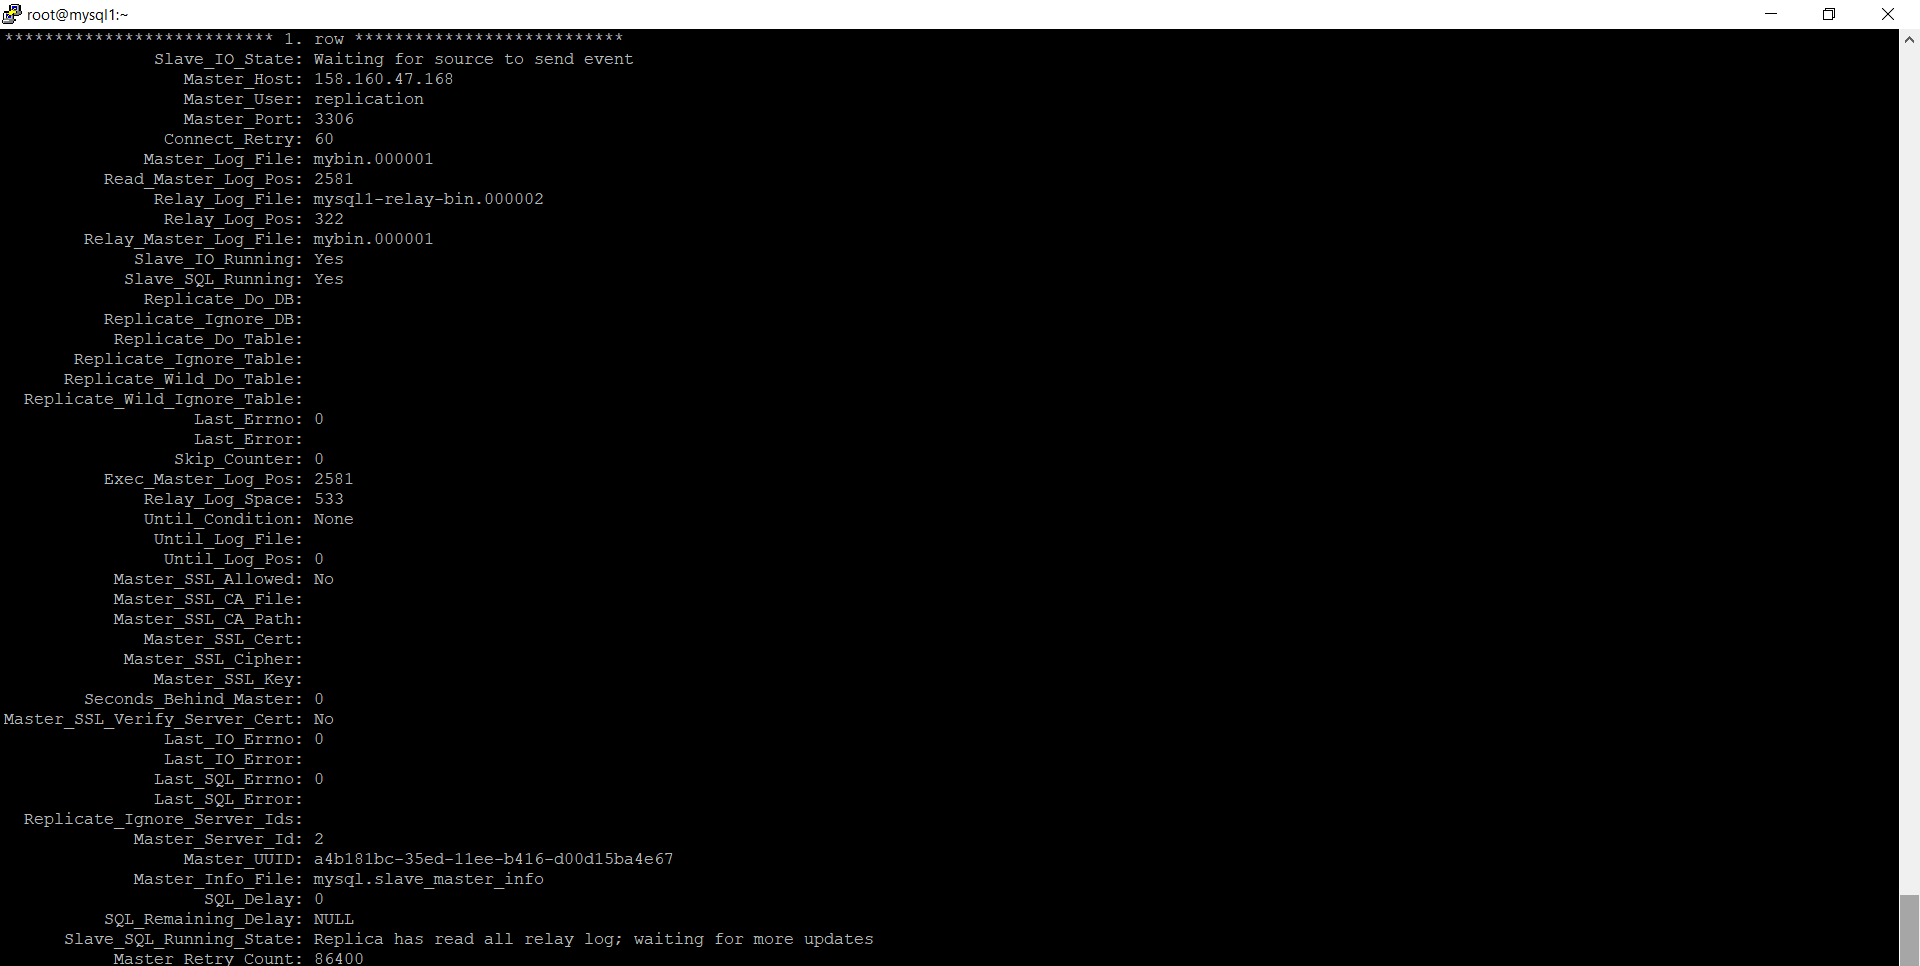 root@mysql1:~
*************************** 1. row ***************************
Slave_IO_State: Waiting for source to send event
Master_Host: 158.160.47.168
Master_User: replication
Master_Port: 3306
Connect_Retry: 60
Master_Log_File: mybin.000001
Read_Master_Log_Pos: 2581
Relay_Log_File: mysql1-relay-bin.000002
Relay_Log_Pos: 322
Relay_Master_Log_File: mybin.000001
Slave_IO_Running: Yes
Slave_SQL_Running: Yes
Replicate_Do_DB:
Replicate_Ignore_DB:
Replicate_Do_Table:
Replicate_Ignore_Table:
Replicate_Wild_Do_Table:
Replicate_Wild_Ignore_Table:
Last_Errno: 0
Last_Error:
Skip_Counter: 0
Exec_Master_Log_Pos: 2581
Relay_Log_Space: 533
Until_Condition: None
Until_Log_File:
Until_Log_Pos: 0
Master_SSL_Allowed: No
Master_SSL_CA_File:
Master_SSL_CA_Path:
Master_SSL_Cert:
Master_SSL_Cipher:
Master_SSL_Key:
Seconds_Behind_Master: 0
Master_SSL_Verify_Server_Cert: No
Last_IO_Errno: 0
Last_IO_Error:
Last_SQL_Errno: 0
Last_SQL_Error:
Replicate_Ignore_Server_Ids:
Master_Server_Id: 2
Master_UUID: a4b181bc-35ed-11ee-b416-d00d15ba4e67
Master_Info_File: mysql.slave_master_info
SQL_Delay: 0
SQL_Remaining_Delay: NULL
Slave_SQL_Running_State: Replica has read all relay log; waiting for more updates
Master_Retry_Count: 86400